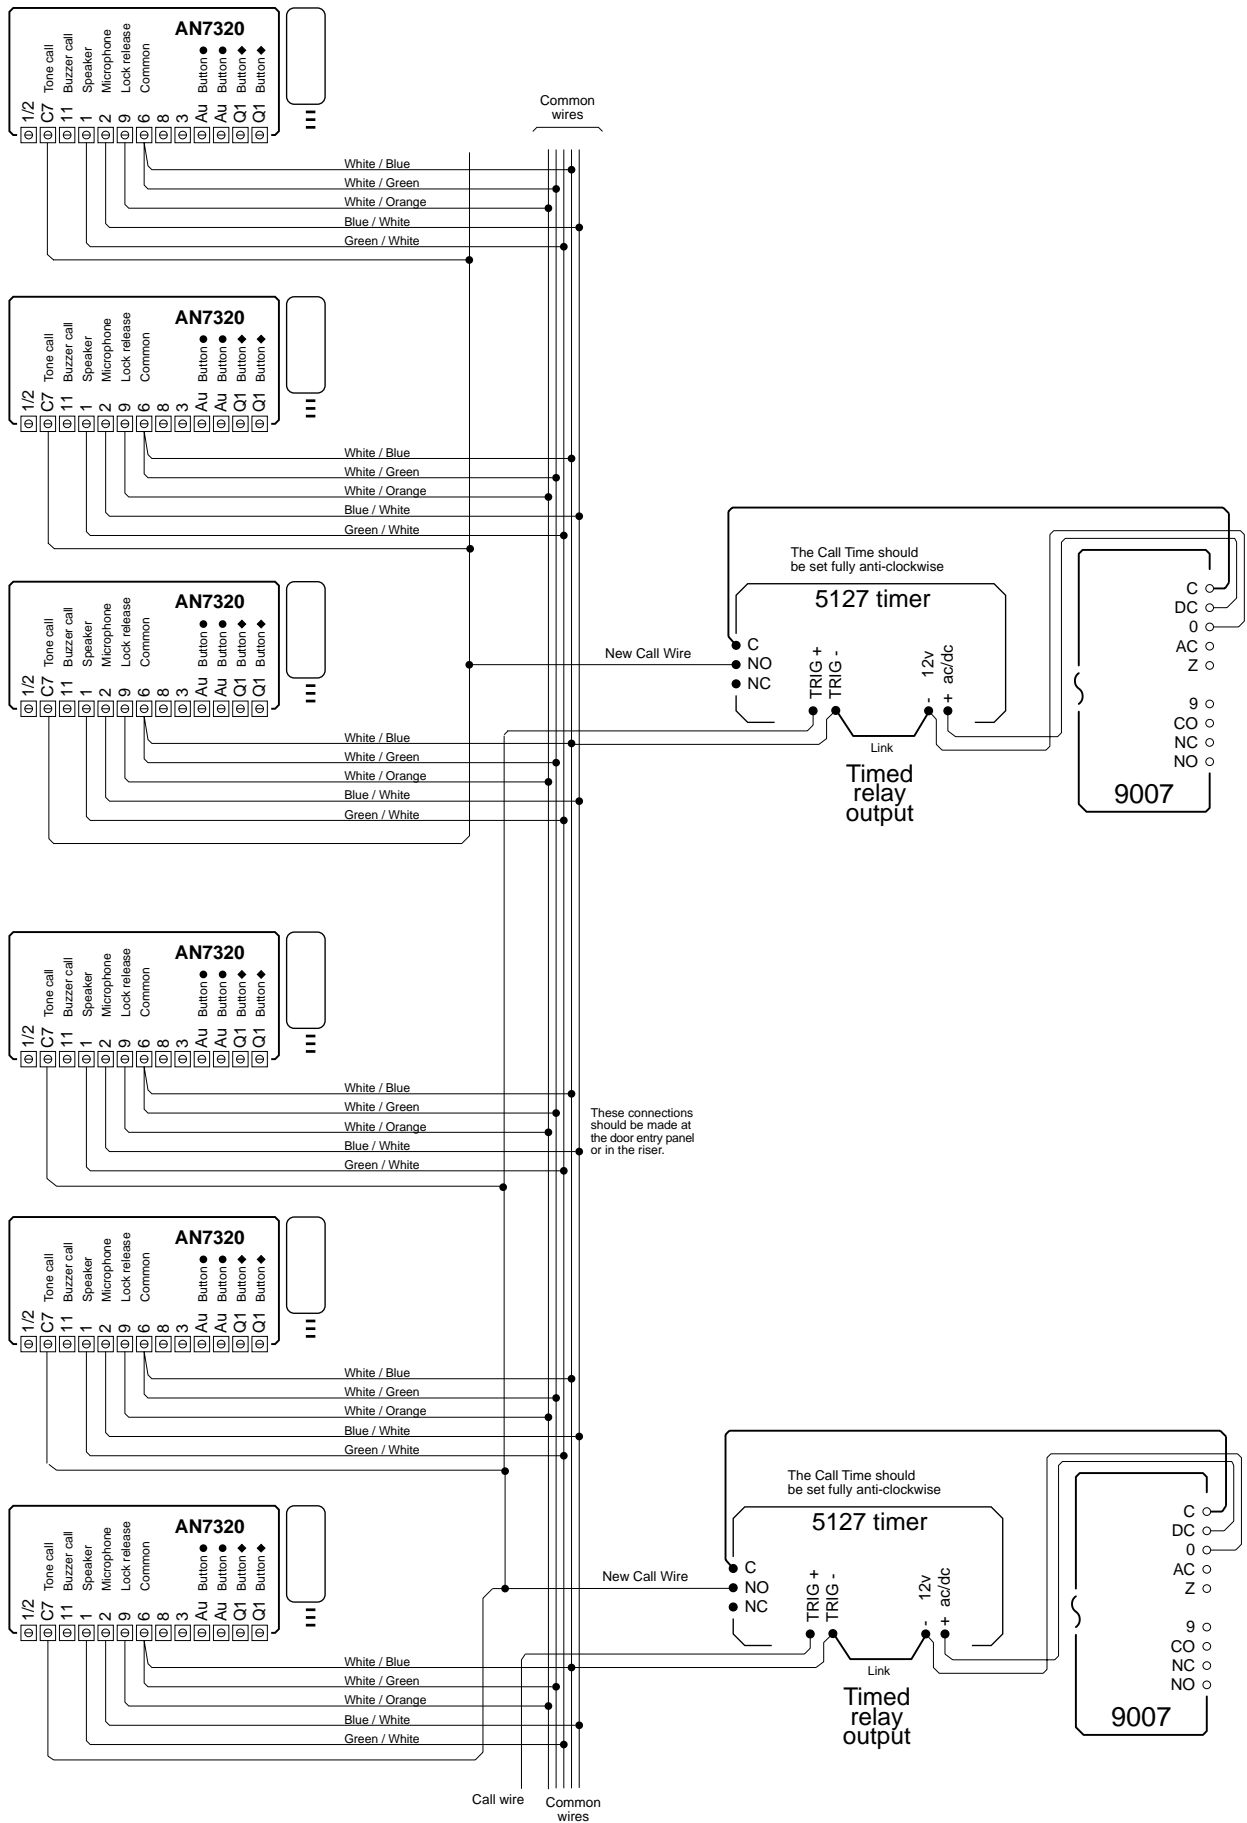 AN7320
Tone call
Buzzer call
Speaker
Microphone
Lock release
Common
Button ●
Button ●
Button ◆
Button ◆
1/2
C7
11
1
2
9
6
8
3
Au
Au
Q1
Q1
Common
wires
White / Blue
White / Green
White / Orange
Blue / White
Green / White
AN7320
Tone call
Buzzer call
Speaker
Microphone
Lock release
Common
Button ●
Button ●
Button ◆
Button ◆
1/2
C7
11
1
2
9
6
8
3
Au
Au
Q1
Q1
White / Blue
White / Green
White / Orange
Blue / White
Green / White
AN7320
Tone call
Buzzer call
Speaker
Microphone
Lock release
Common
Button ●
Button ●
Button ◆
Button ◆
1/2
C7
11
1
2
9
6
8
3
Au
Au
Q1
Q1
White / Blue
White / Green
White / Orange
Blue / White
Green / White
New Call Wire
The Call Time should
be set fully anti-clockwise
5127 timer
C
NO
NC
TRIG +
TRIG -
- 12v
+ ac/dc
Link
Timed
relay
output
C
DC
0
AC
Z
9
CO
NC
NO
9007
AN7320
Tone call
Buzzer call
Speaker
Microphone
Lock release
Common
Button ●
Button ●
Button ◆
Button ◆
1/2
C7
11
1
2
9
6
8
3
Au
Au
Q1
Q1
White / Blue
White / Green
White / Orange
Blue / White
Green / White
These connections
should be made at
the door entry panel
or in the riser.
AN7320
Tone call
Buzzer call
Speaker
Microphone
Lock release
Common
Button ●
Button ●
Button ◆
Button ◆
1/2
C7
11
1
2
9
6
8
3
Au
Au
Q1
Q1
White / Blue
White / Green
White / Orange
Blue / White
Green / White
AN7320
Tone call
Buzzer call
Speaker
Microphone
Lock release
Common
Button ●
Button ●
Button ◆
Button ◆
1/2
C7
11
1
2
9
6
8
3
Au
Au
Q1
Q1
White / Blue
White / Green
White / Orange
Blue / White
Green / White
New Call Wire
The Call Time should
be set fully anti-clockwise
5127 timer
C
NO
NC
TRIG +
TRIG -
- 12v
+ ac/dc
Link
Timed
relay
output
C
DC
0
AC
Z
9
CO
NC
NO
9007
Call wire
Common
wires